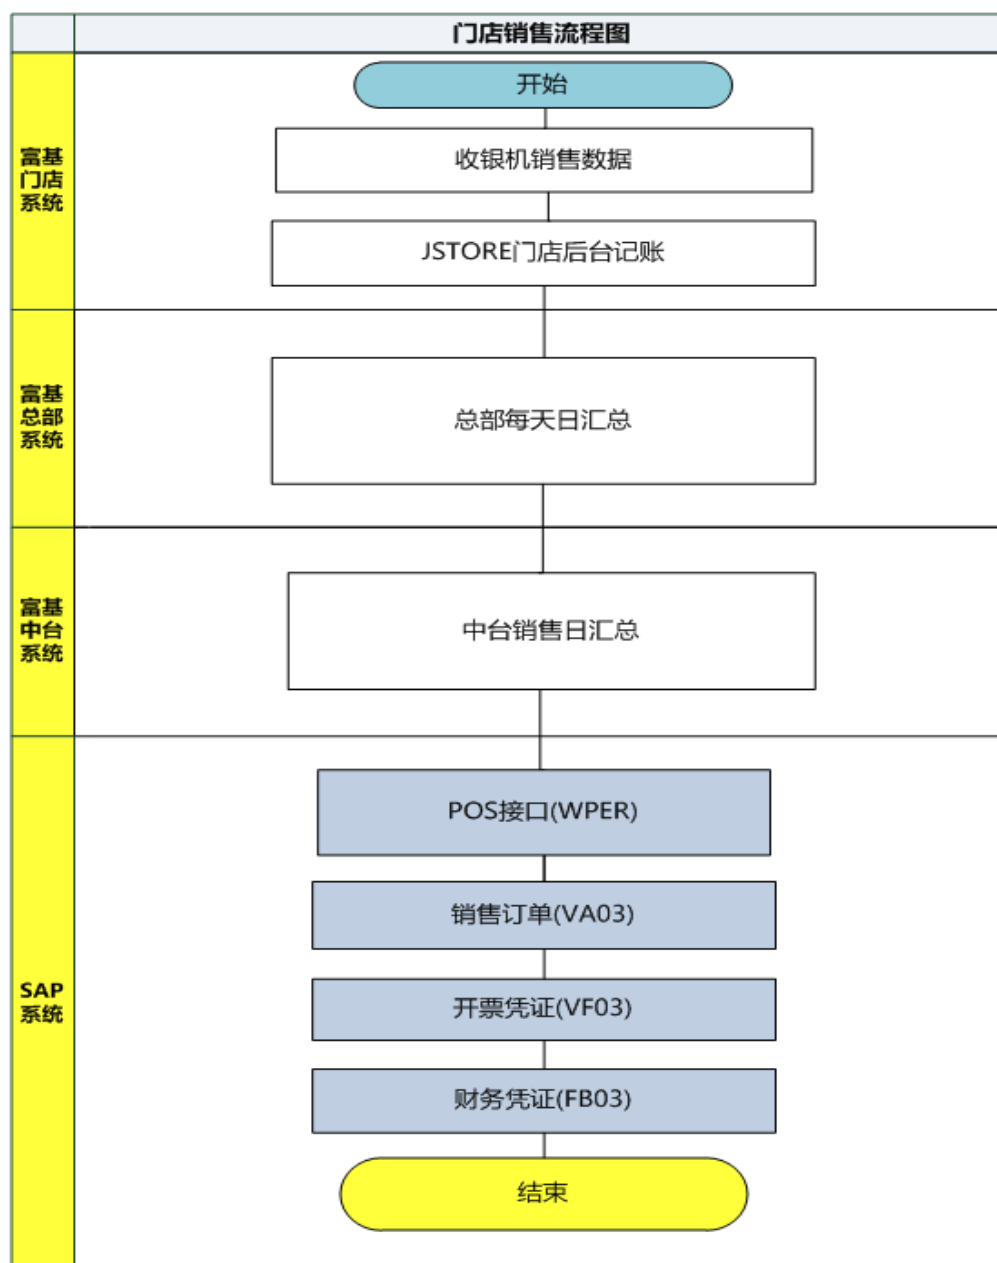 门店销售流程图
富基
门店
系统
开始
收银机销售数据
JSTORE门店后台记账
富基
总部
系统
总部每天日汇总
富基
中台
系统
中台销售日汇总
SAP
系统
POS接口(WPER)
销售订单(VA03)
开票凭证(VF03)
财务凭证(FB03)
结束